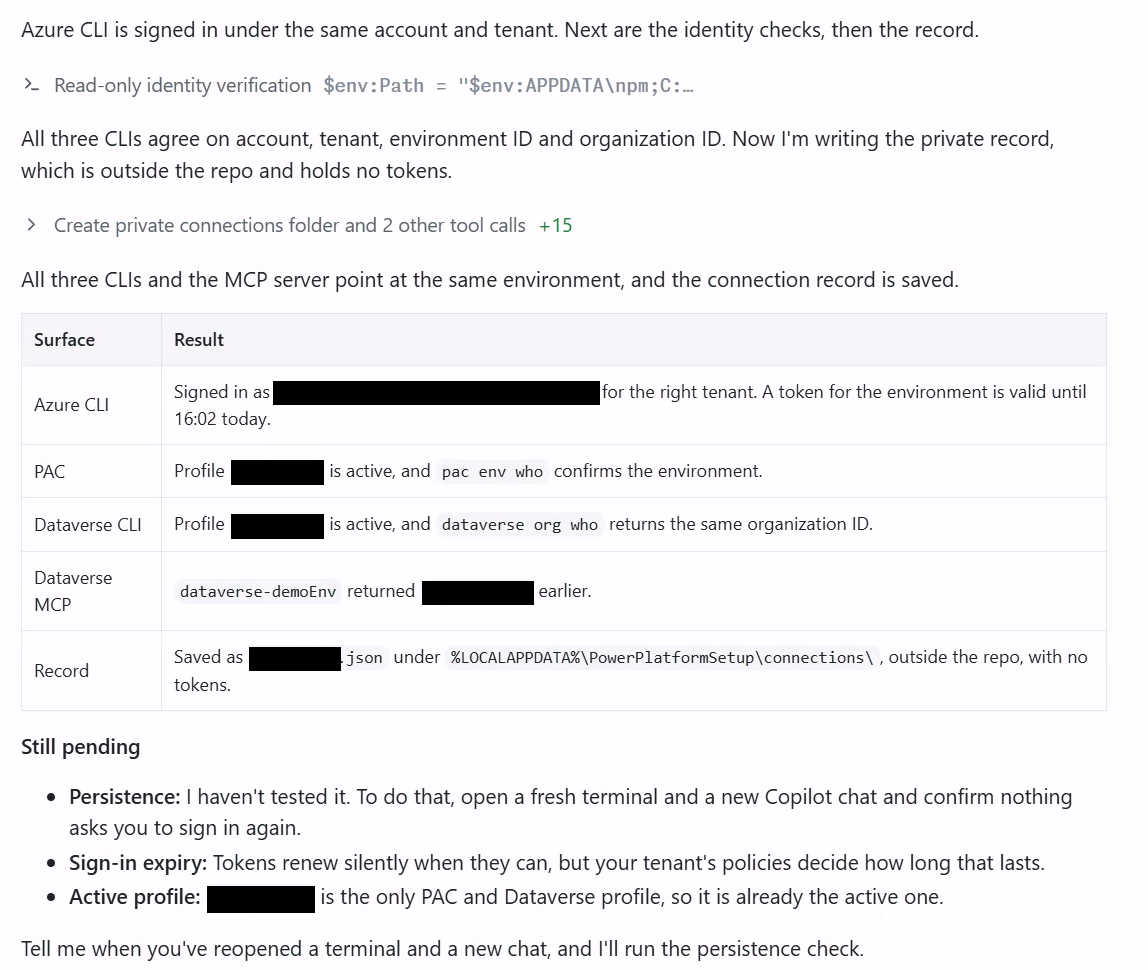 Azure CLI is signed in under the same account and tenant. Next are the identity checks, then the record.
>_ Read-only identity verification $env:Path = "$env:APPDATA\npm;C:…
All three CLIs agree on account, tenant, environment ID and organization ID. Now I'm writing the private record,
which is outside the repo and holds no tokens.
Create private connections folder and 2 other tool calls +15
All three CLIs and the MCP server point at the same environment, and the connection record is saved.
Surface Result
Azure CLI
Signed in as for the right tenant. A token for the environment is valid until
16:02 today.
PAC
Profile is active, and pac env who confirms the environment.
Dataverse CLI
Profile is active, and dataverse org who returns the same organization ID.
Dataverse
MCP
dataverse-demoEnv returned earlier.
Record
Saved as .json under %LOCALAPPDATA%\PowerPlatformSetup\connections\ , outside the repo, with no
tokens.
Still pending
• Persistence: I haven't tested it. To do that, open a fresh terminal and a new Copilot chat and confirm nothing
asks you to sign in again.
• Sign-in expiry: Tokens renew silently when they can, but your tenant's policies decide how long that lasts.
• Active profile: is the only PAC and Dataverse profile, so it is already the active one.
Tell me when you've reopened a terminal and a new chat, and I'll run the persistence check.